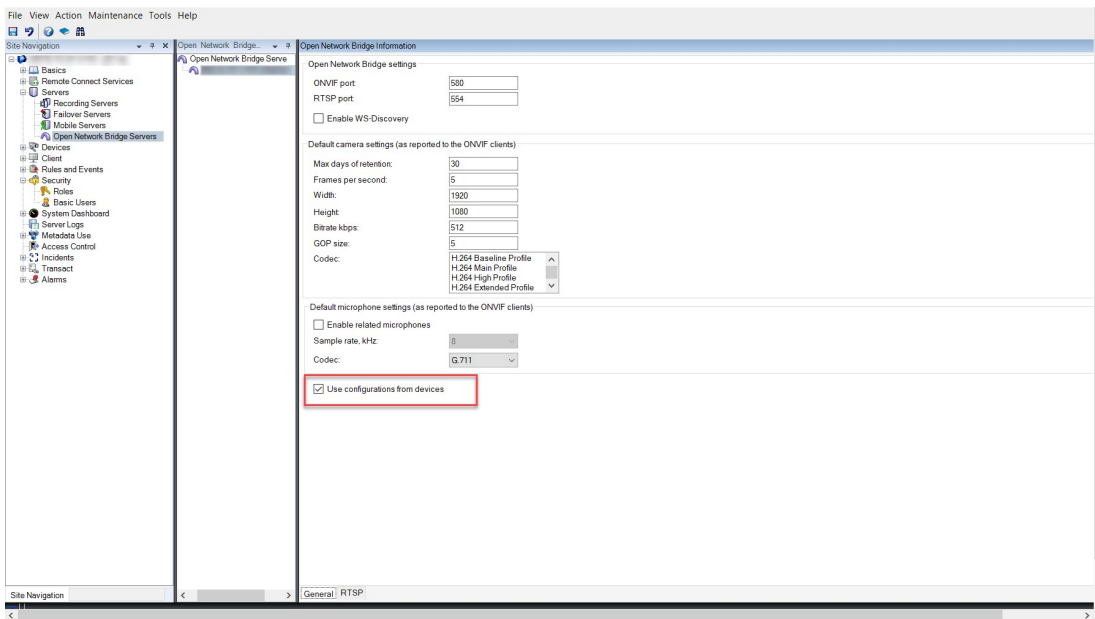 File View Action Maintenance Tools Help
Site Navigation
Basics
Remote Connect Services
Servers
Recording Servers
Failover Servers
Mobile Servers
Open Network Bridge Servers
Devices
Client
Rules and Events
Security
Roles
Basic Users
System Dashboard
Server Logs
Metadata Use
Access Control
Incidents
Transact
Alarms
Site Navigation
Open Network Bridge...
Open Network Bridge Serve
Open Network Bridge Information
Open Network Bridge settings
ONVIF port: 580
RTSP port: 554
Enable WS-Discovery
Default camera settings (as reported to the ONVIF clients)
Max days of retention: 30
Frames per second: 5
Width: 1920
Height: 1080
Bitrate kbps: 512
GOP size: 5
Codec: H.264 Baseline Profile
H.264 Main Profile
H.264 High Profile
H.264 Extended Profile
Default microphone settings (as reported to the ONVIF clients)
Enable related microphones
Sample rate, kHz: 8
Codec: G.711
Use configurations from devices
General RTSP